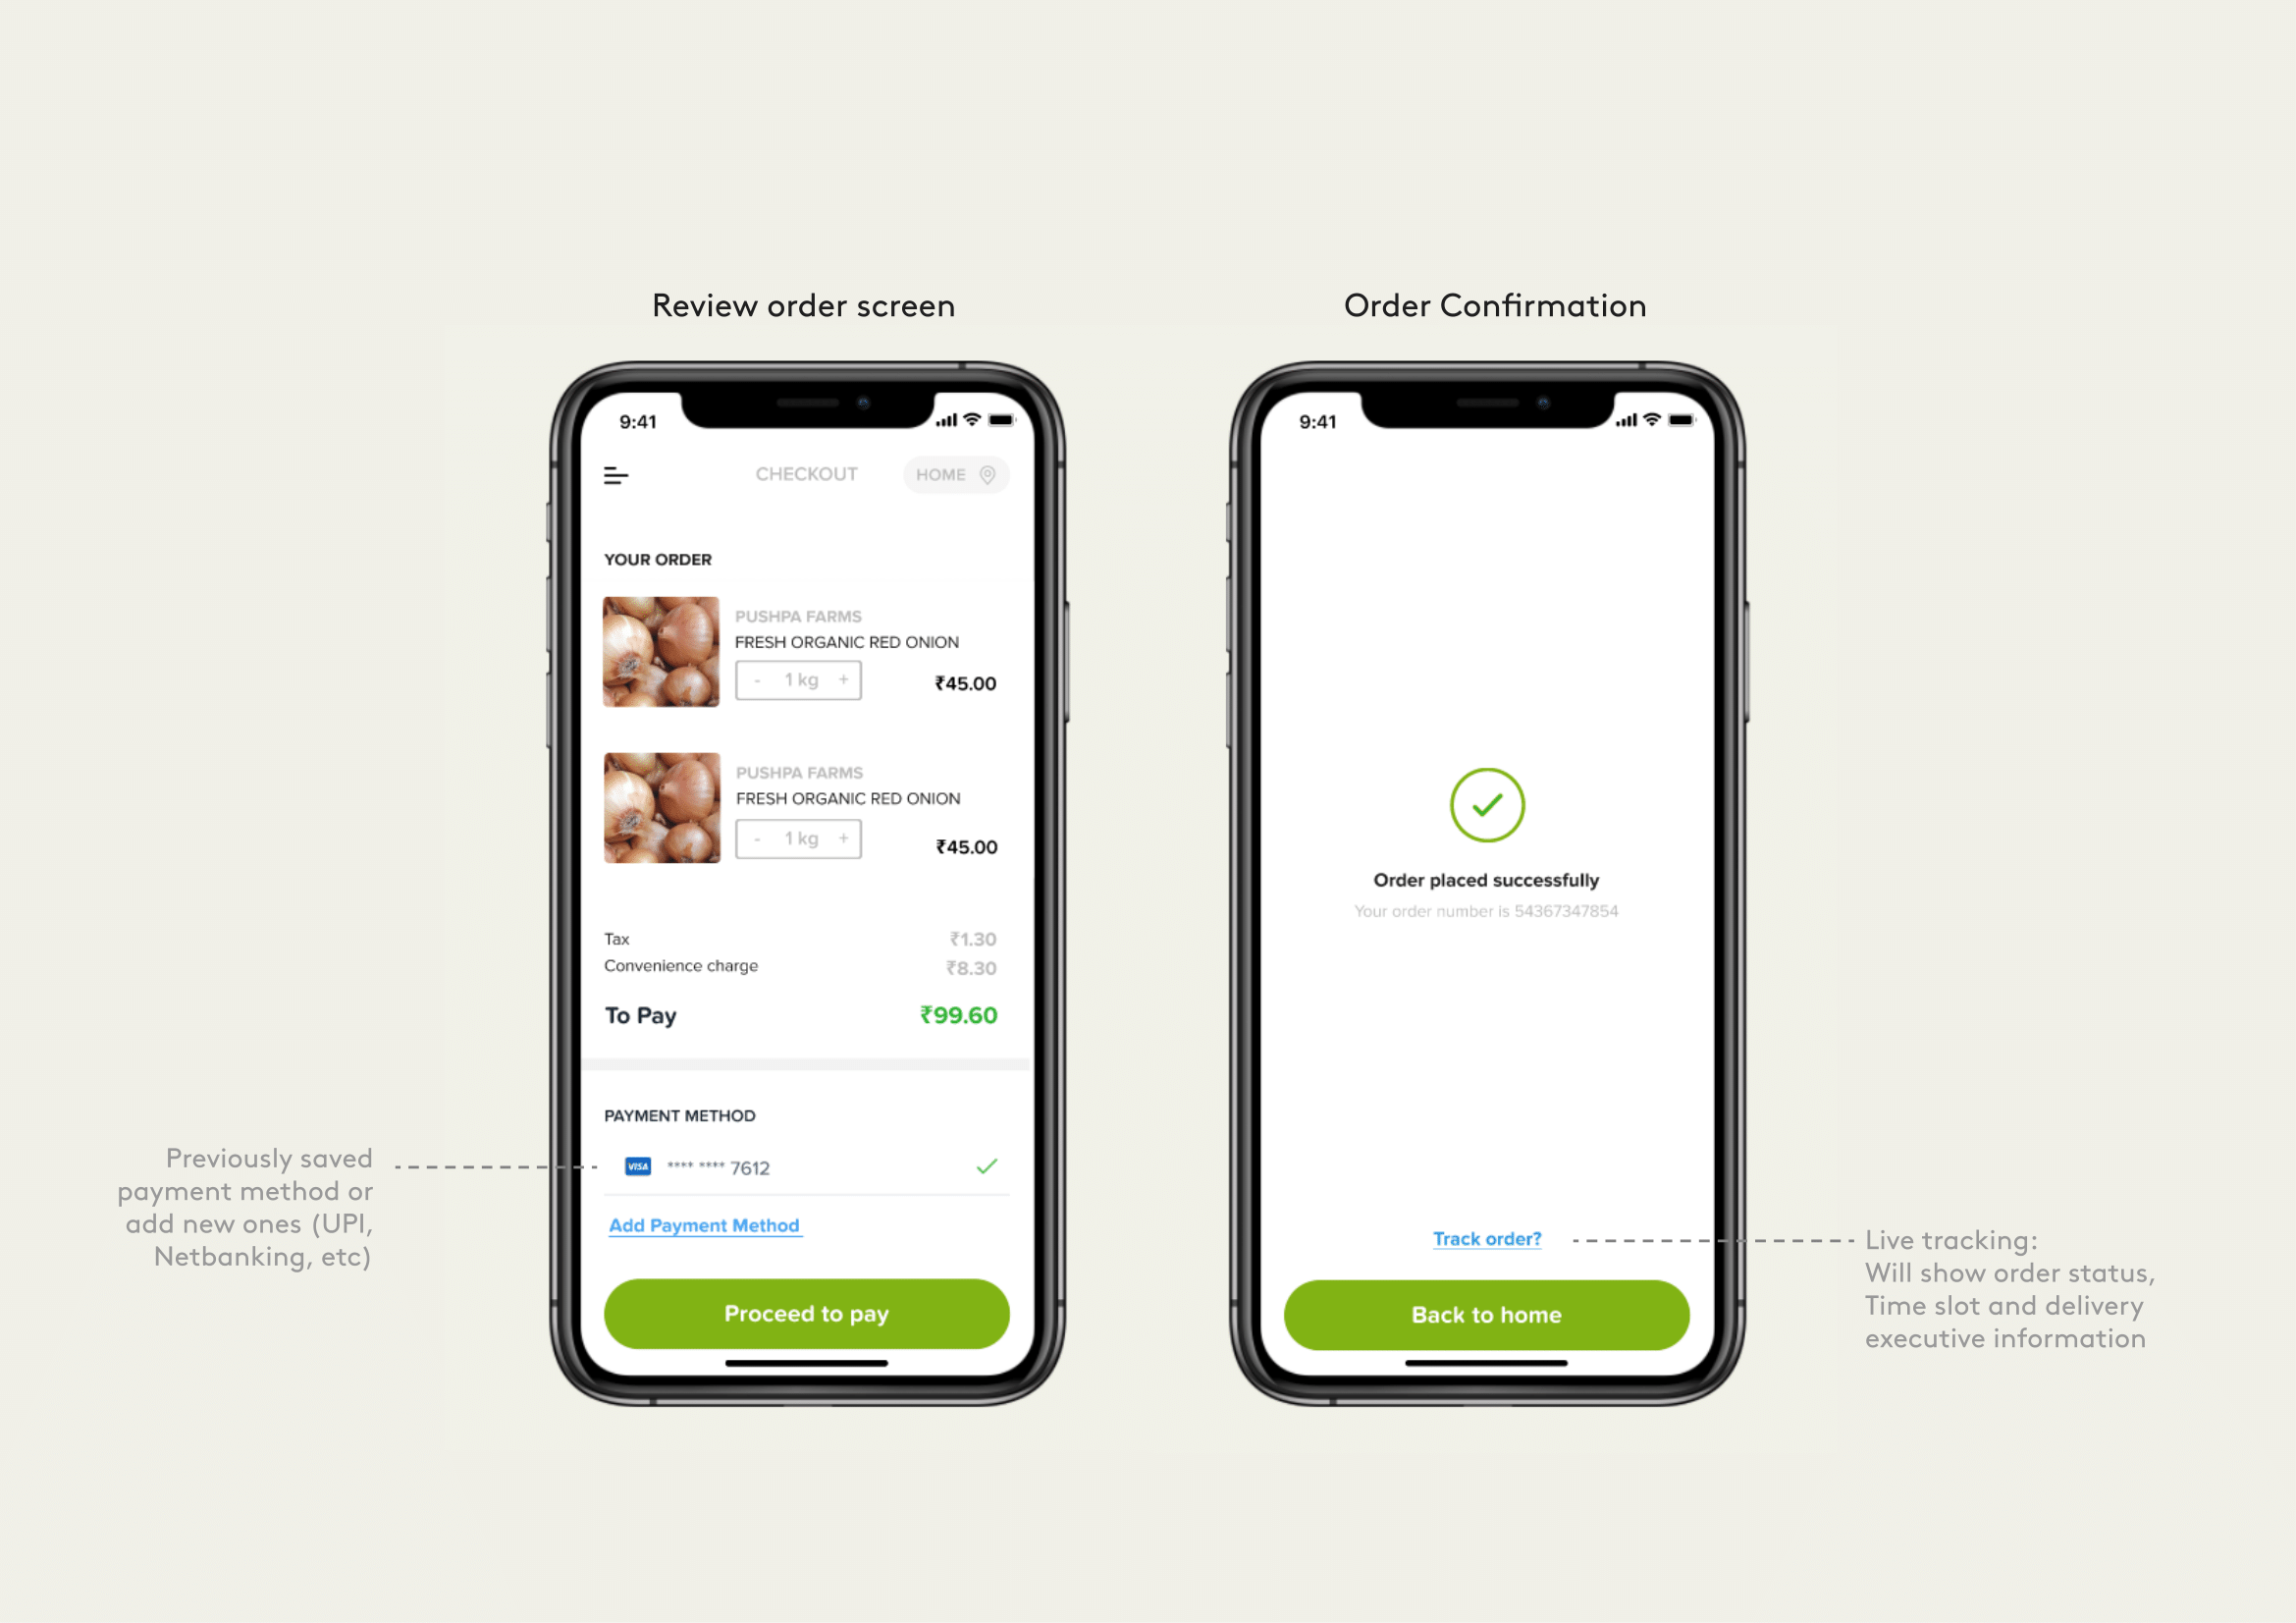 Review order screen
9:41
CHECKOUT
HOME
YOUR ORDER
PUSHPA FARMS
FRESH ORGANIC RED ONION
- 1 kg +
₹45.00
PUSHPA FARMS
FRESH ORGANIC RED ONION
- 1 kg +
₹45.00
Tax ₹1.30
Convenience charge ₹8.30
To Pay ₹99.60
PAYMENT METHOD
VISA **** **** 7612
Add Payment Method
Proceed to pay
Previously saved
payment method or
add new ones (UPI,
Netbanking, etc)
Order Confirmation
9:41
Order placed successfully
Your order number is 54367347854
Track order?
Back to home
Live tracking:
Will show order status,
Time slot and delivery
executive information